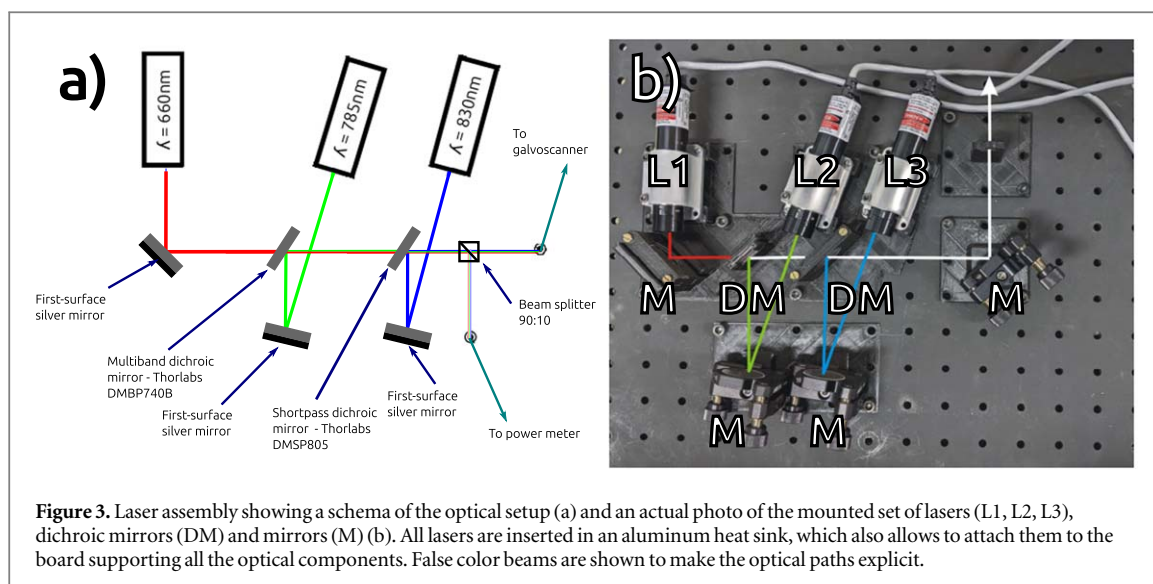 a)
λ = 660nm
λ = 785nm
λ = 830nm
To
galvoscanner
First-surface
silver mirror
Multiband dichroic
mirror - Thorlabs
DMBP740B
First-surface
silver mirror
Shortpass dichroic
mirror - Thorlabs
DMSP805
First-surface
silver mirror
Beam splitter
90:10
To power meter
b)
L1
L2
L3
M
DM
DM
M
M
M
Figure 3. Laser assembly showing a schema of the optical setup (a) and an actual photo of the mounted set of lasers (L1, L2, L3),
dichroic mirrors (DM) and mirrors (M) (b). All lasers are inserted in an aluminum heat sink, which also allows to attach them to the
board supporting all the optical components. False color beams are shown to make the optical paths explicit.